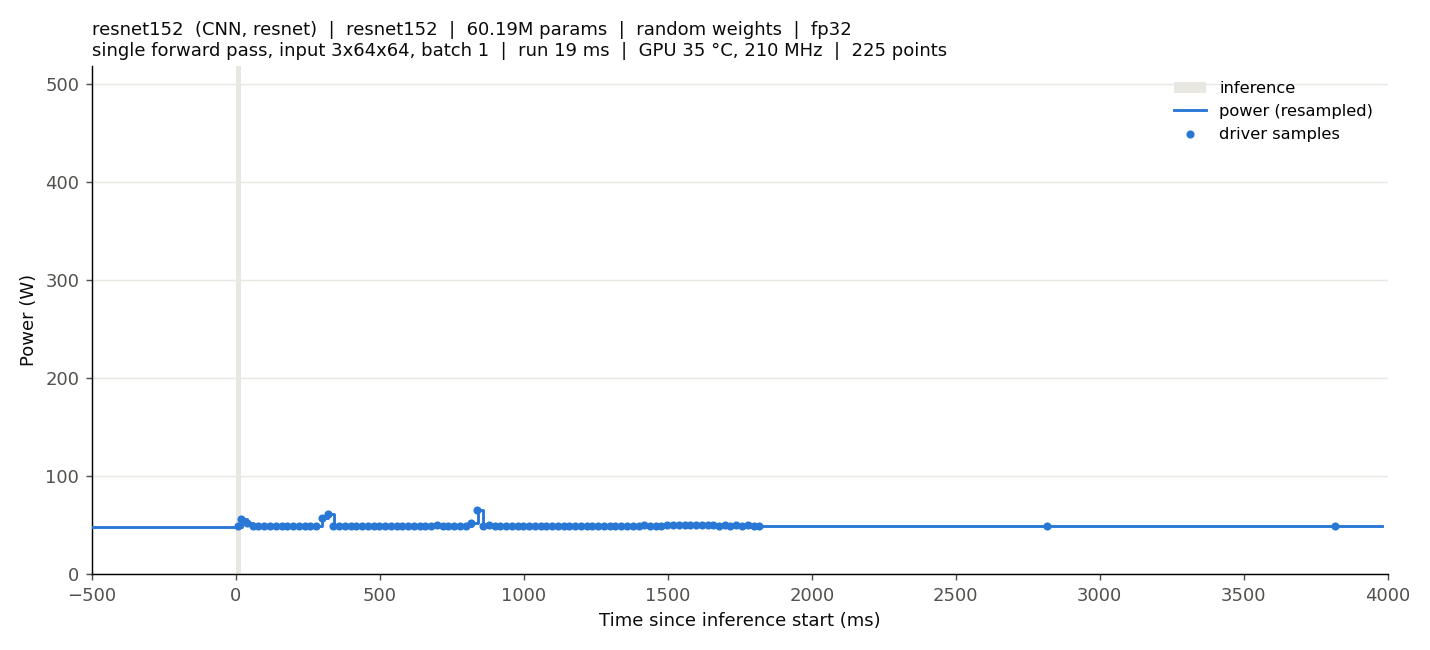 resnet152  (CNN, resnet)  |  resnet152  |  60.19M params  |  random weights  |  fp32
single forward pass, input 3x64x64, batch 1  |  run 19 ms  |  GPU 35 °C, 210 MHz  |  225 points
inference
power (resampled)
driver samples
Power (W)
500
400
300
200
100
0
−500
0
500
1000
1500
2000
2500
3000
3500
4000
Time since inference start (ms)